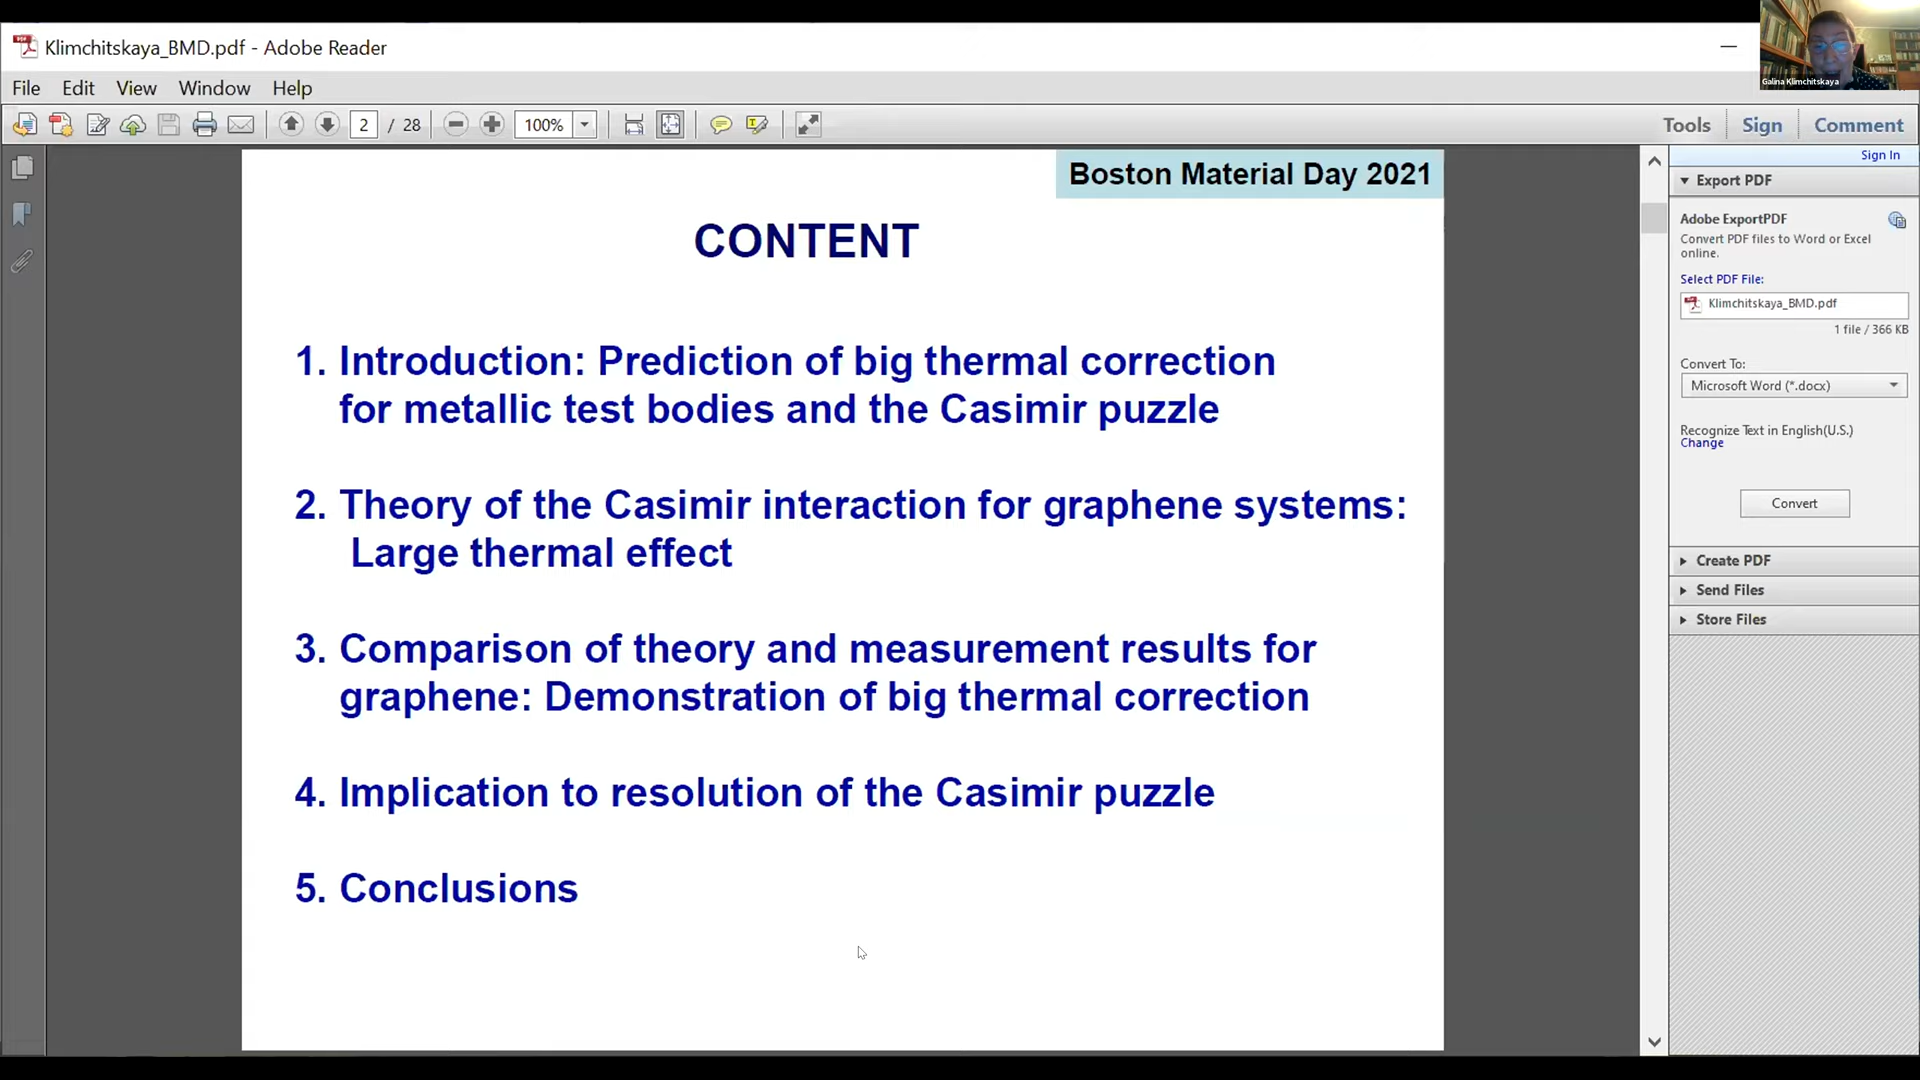 Klimchitskaya_BMD.pdf - Adobe Reader
Galina Klimchitskaya
File Edit View Window Help
2 / 28 100% Tools Sign Comment
Sign In
Boston Material Day 2021
CONTENT
1. Introduction: Prediction of big thermal correction
for metallic test bodies and the Casimir puzzle
2. Theory of the Casimir interaction for graphene systems:
Large thermal effect
3. Comparison of theory and measurement results for
graphene: Demonstration of big thermal correction
4. Implication to resolution of the Casimir puzzle
5. Conclusions
Export PDF
Adobe ExportPDF
Convert PDF files to Word or Excel
online.
Select PDF File:
Klimchitskaya_BMD.pdf
1 file / 366 KB
Convert To:
Microsoft Word (*.docx)
Recognize Text in English(U.S.)
Change
Convert
Create PDF
Send Files
Store Files